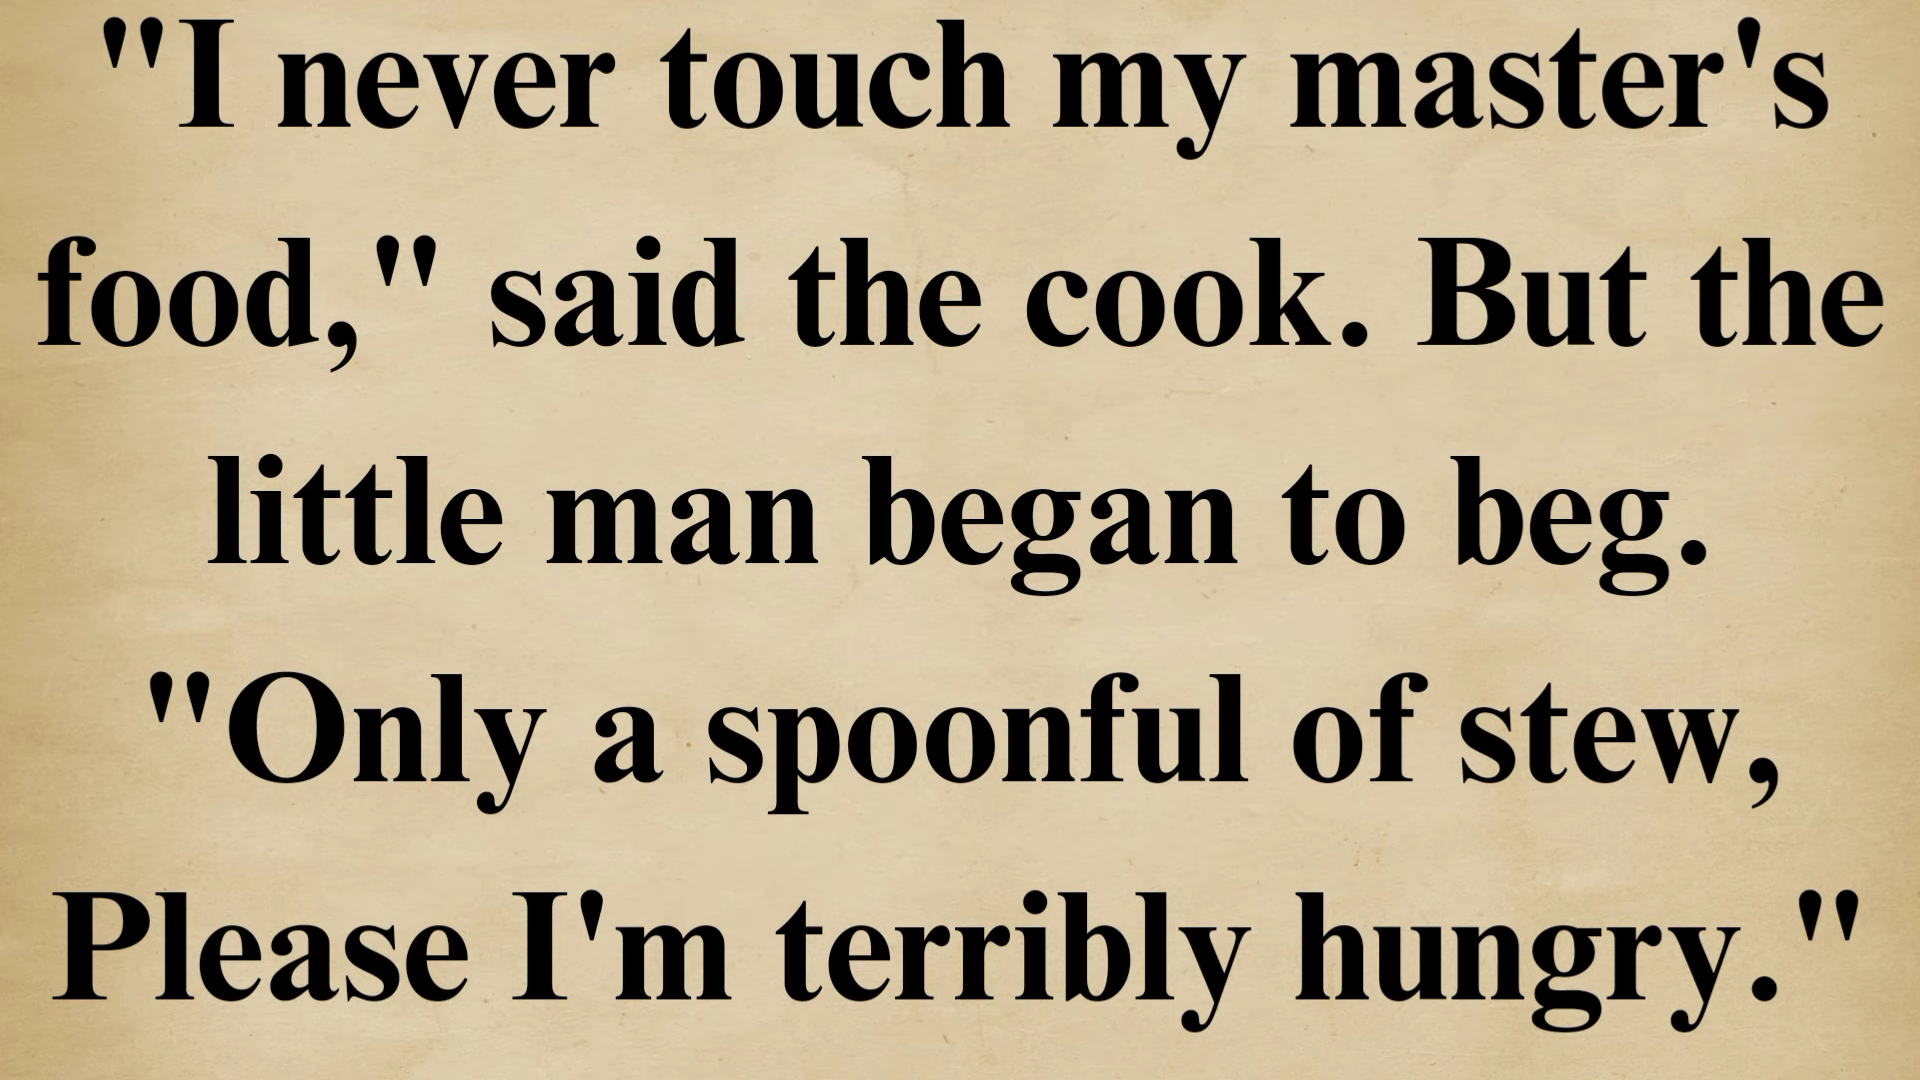 "I never touch my master's
food," said the cook. But the
little man began to beg.
"Only a spoonful of stew,
Please I'm terribly hungry."